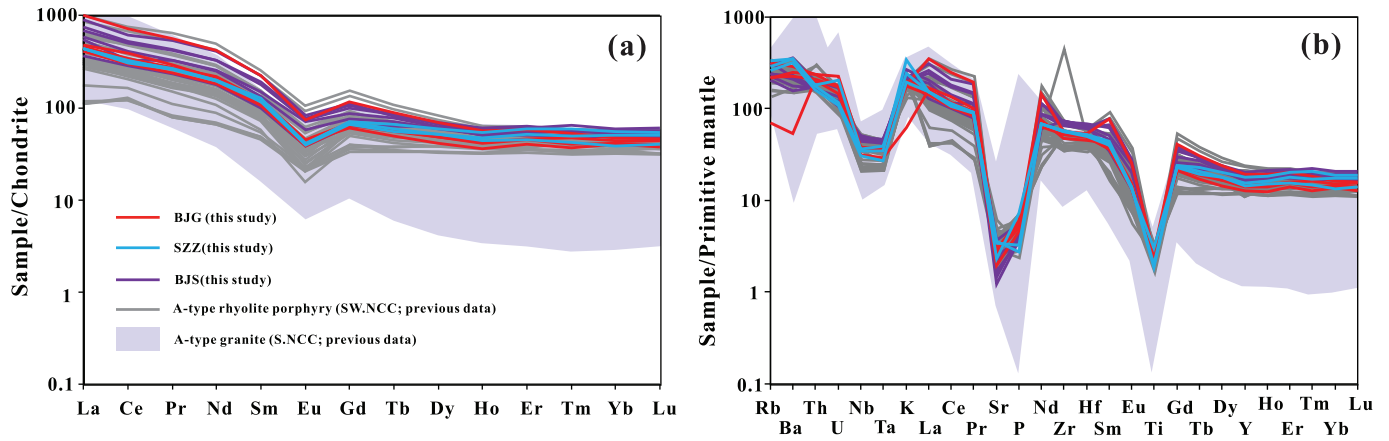 (a)
Sample/Chondrite
1000
100
10
1
0.1
BJG (this study)
SZZ(this study)
BJS(this study)
A-type rhyolite porphyry (SW.NCC; previous data)
A-type granite (S.NCC; previous data)
La Ce Pr Nd Sm Eu Gd Tb Dy Ho Er Tm Yb Lu
(b)
Sample/Primitive mantle
1000
100
10
1
0.1
Rb Th Nb K Ce Sr Nd Hf Eu Gd Dy Ho Tm Lu
Ba U Ta La Pr P Zr Sm Ti Tb Y Er Yb